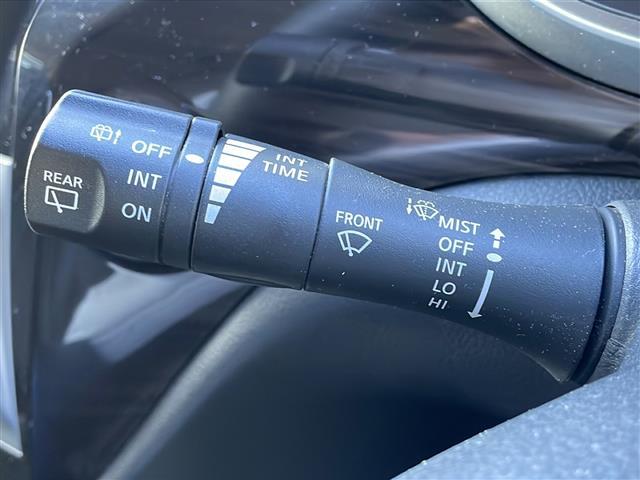 REAR
OFF
INT
ON
INT
TIME
FRONT
MIST
OFF
INT
LO
HI